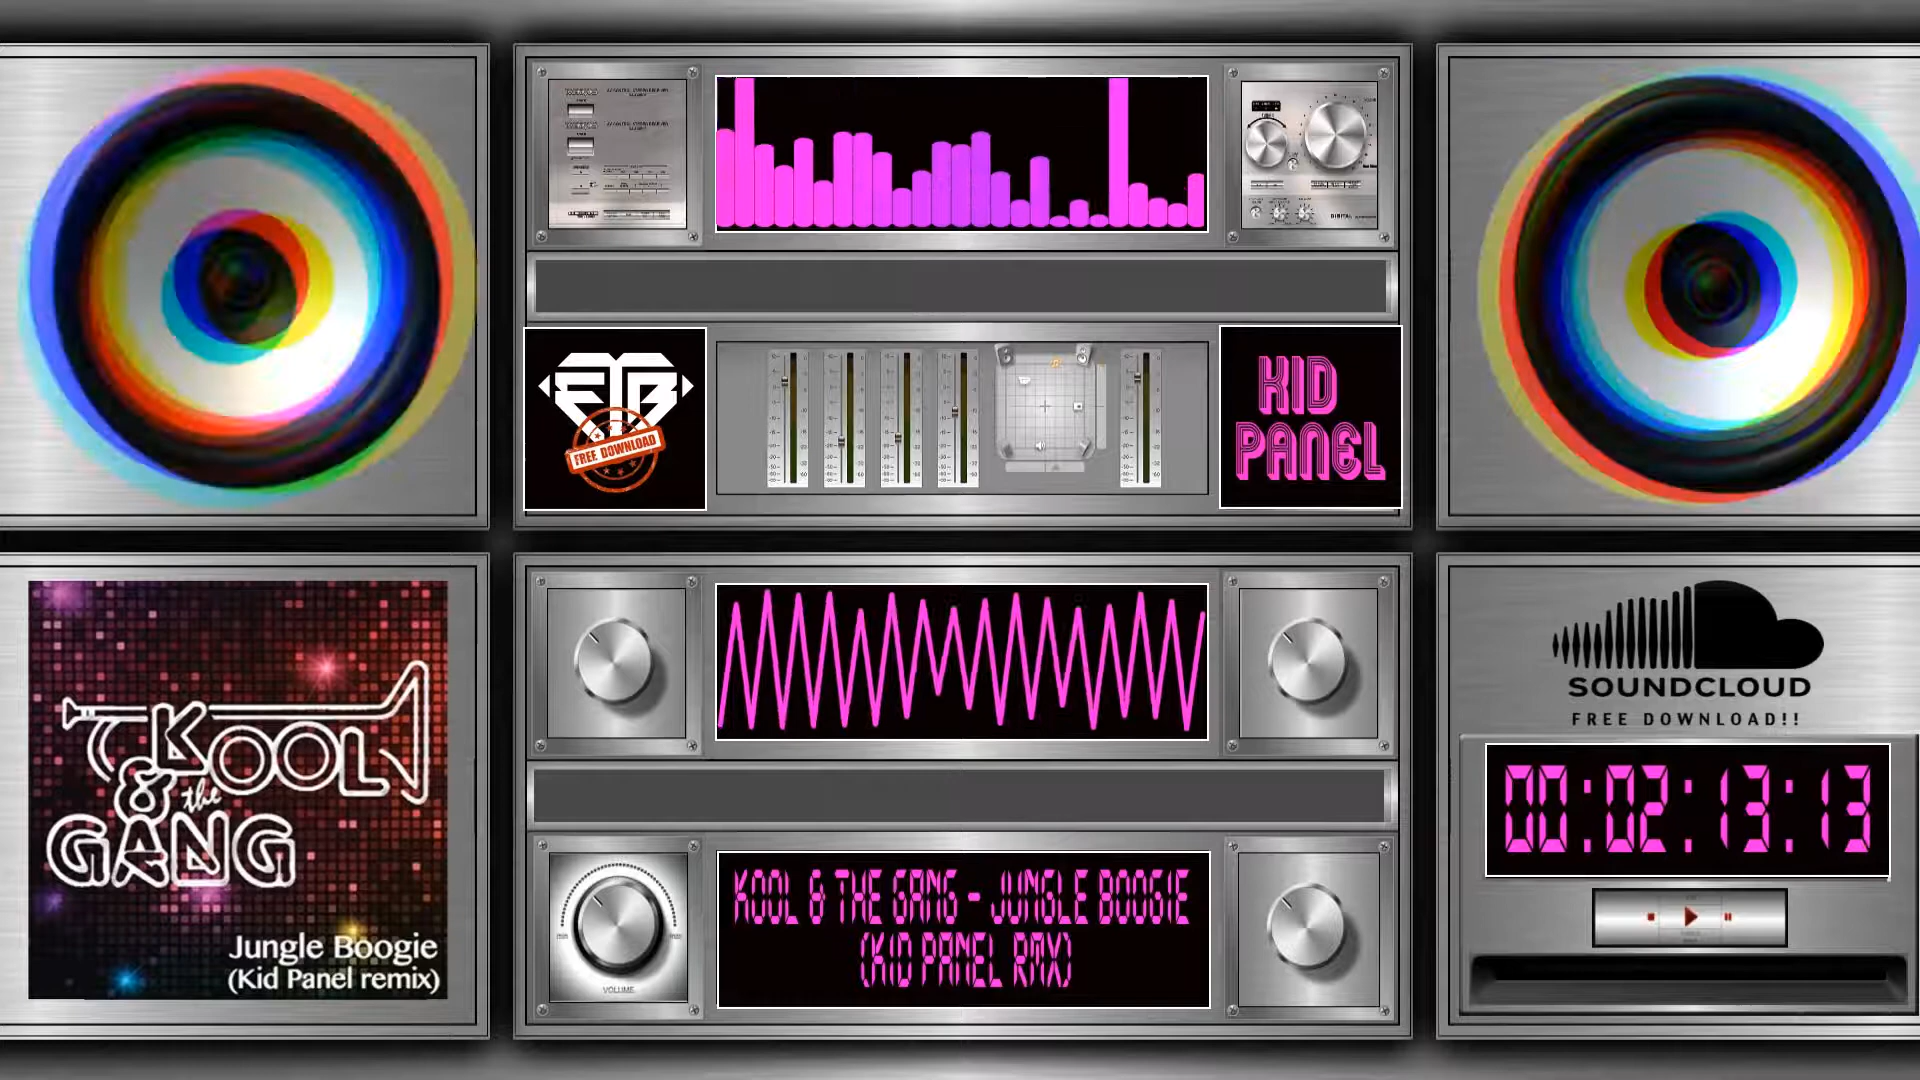 ETB
FREE DOWNLOAD
KID
PANEL
KOOL
& the
GANG
Jungle Boogie
(Kid Panel remix)
VOLUME
KOOL & THE GANG - JUNGLE BOOGIE
(KID PANEL RMX)
SOUNDCLOUD
FREE DOWNLOAD!!
00:02:13:13